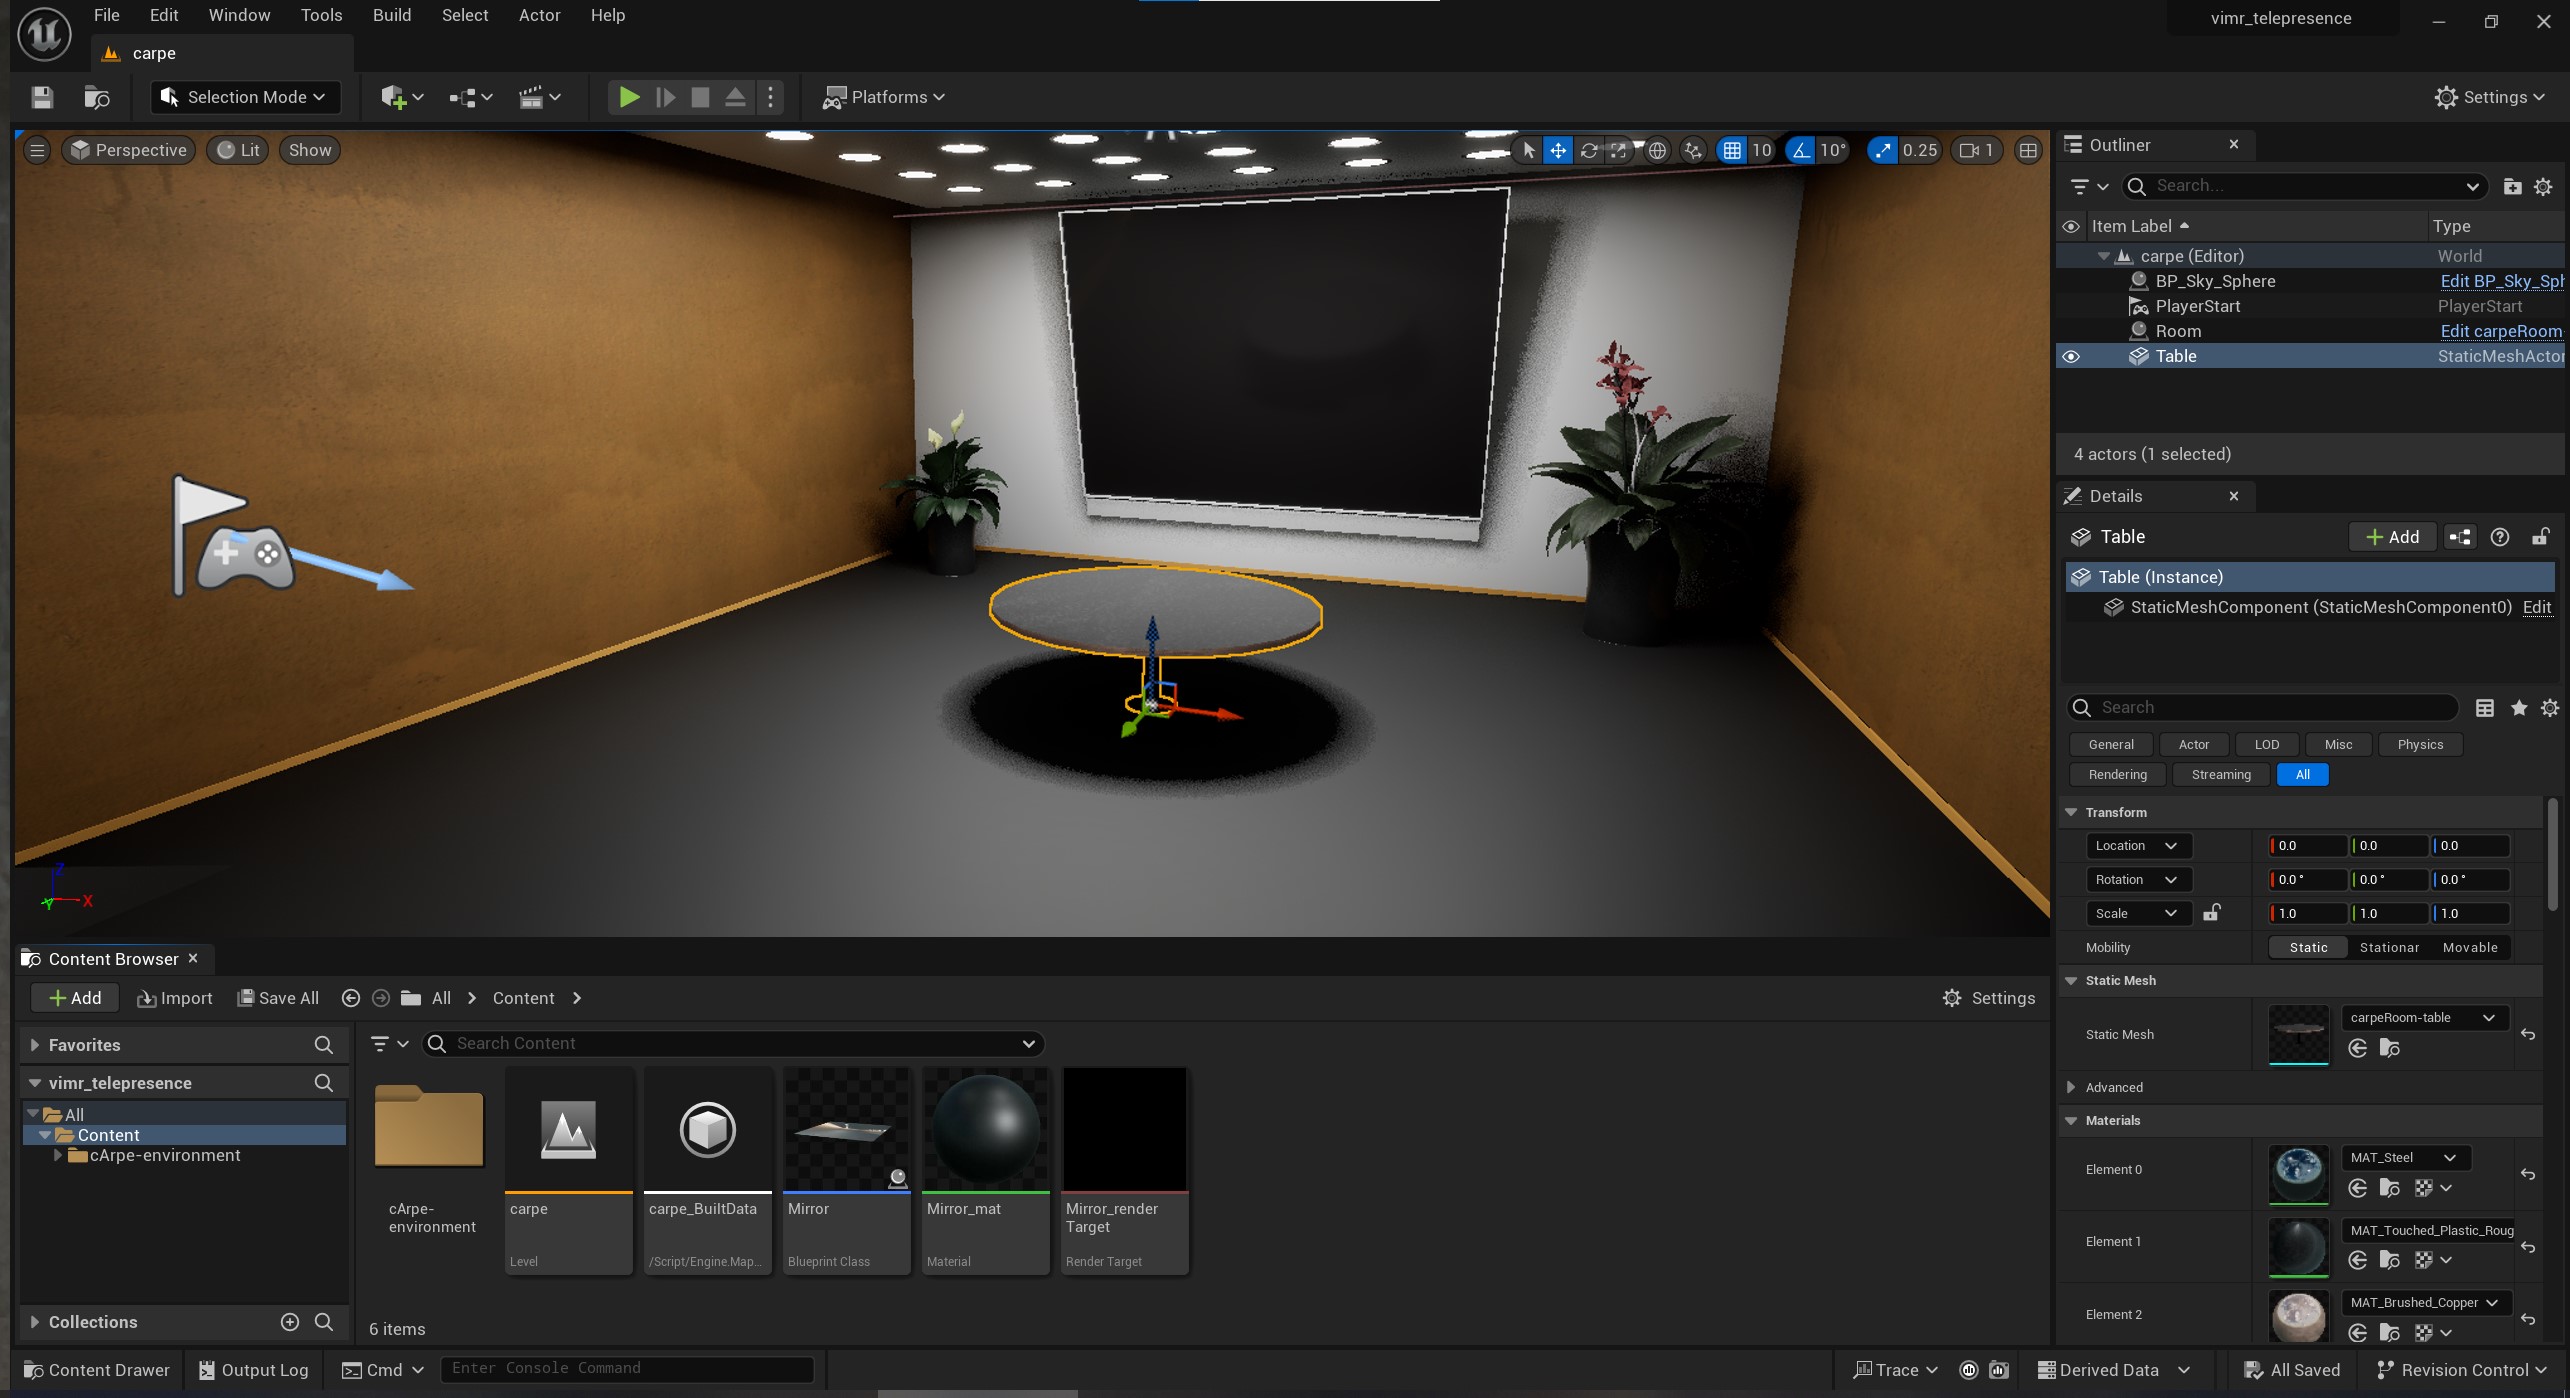 File Edit Window Tools Build Select Actor Help
vimr_telepresence
carpe
Selection Mode
Platforms
Settings
Perspective
Lit
Show
10
10°
0.25
1
Z
X
Y
Outliner
Search...
Item Label
Type
carpe (Editor)
World
BP_Sky_Sphere
Edit BP_Sky_Sph
PlayerStart
PlayerStart
Room
Edit carpeRoom-
Table
StaticMeshActor
4 actors (1 selected)
Details
Table
Add
Table (Instance)
StaticMeshComponent (StaticMeshComponent0)
Edit
Search
General Actor LOD Misc Physics
Rendering Streaming All
Transform
Location
0.0 0.0 0.0
Rotation
0.0° 0.0° 0.0°
Scale
1.0 1.0 1.0
Mobility
Static Stationar Movable
Static Mesh
Static Mesh
carpeRoom-table
Advanced
Materials
Element 0
MAT_Steel
Element 1
MAT_Touched_Plastic_Roug
Element 2
MAT_Brushed_Copper
Content Browser
Add
Import
Save All
All
Content
Settings
Favorites
vimr_telepresence
All
Content
cArpe-environment
Collections
Search Content
cArpe-
environment
carpe
Level
carpe_BuiltData
/Script/Engine.Map...
Mirror
Blueprint Class
Mirror_mat
Material
Mirror_render
Target
Render Target
6 items
Content Drawer
Output Log
Cmd
Enter Console Command
Trace
Derived Data
All Saved
Revision Control